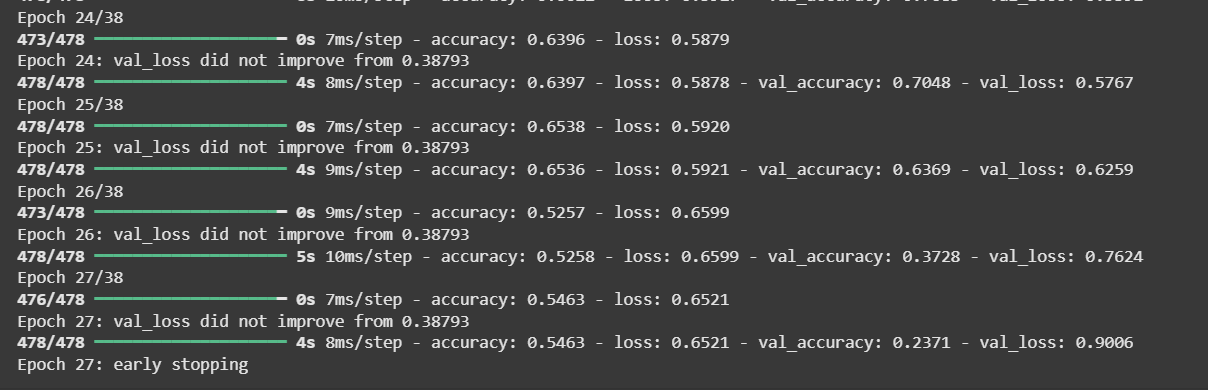 Epoch 24/38
473/478 ━━━━━━━━━━━━━━━━━━━━ 0s 7ms/step - accuracy: 0.6396 - loss: 0.5879
Epoch 24: val_loss did not improve from 0.38793
478/478 ━━━━━━━━━━━━━━━━━━━━ 4s 8ms/step - accuracy: 0.6397 - loss: 0.5878 - val_accuracy: 0.7048 - val_loss: 0.5767
Epoch 25/38
478/478 ━━━━━━━━━━━━━━━━━━━━ 0s 7ms/step - accuracy: 0.6538 - loss: 0.5920
Epoch 25: val_loss did not improve from 0.38793
478/478 ━━━━━━━━━━━━━━━━━━━━ 4s 9ms/step - accuracy: 0.6536 - loss: 0.5921 - val_accuracy: 0.6369 - val_loss: 0.6259
Epoch 26/38
473/478 ━━━━━━━━━━━━━━━━━━━━ 0s 9ms/step - accuracy: 0.5257 - loss: 0.6599
Epoch 26: val_loss did not improve from 0.38793
478/478 ━━━━━━━━━━━━━━━━━━━━ 5s 10ms/step - accuracy: 0.5258 - loss: 0.6599 - val_accuracy: 0.3728 - val_loss: 0.7624
Epoch 27/38
476/478 ━━━━━━━━━━━━━━━━━━━━ 0s 7ms/step - accuracy: 0.5463 - loss: 0.6521
Epoch 27: val_loss did not improve from 0.38793
478/478 ━━━━━━━━━━━━━━━━━━━━ 4s 8ms/step - accuracy: 0.5463 - loss: 0.6521 - val_accuracy: 0.2371 - val_loss: 0.9006
Epoch 27: early stopping